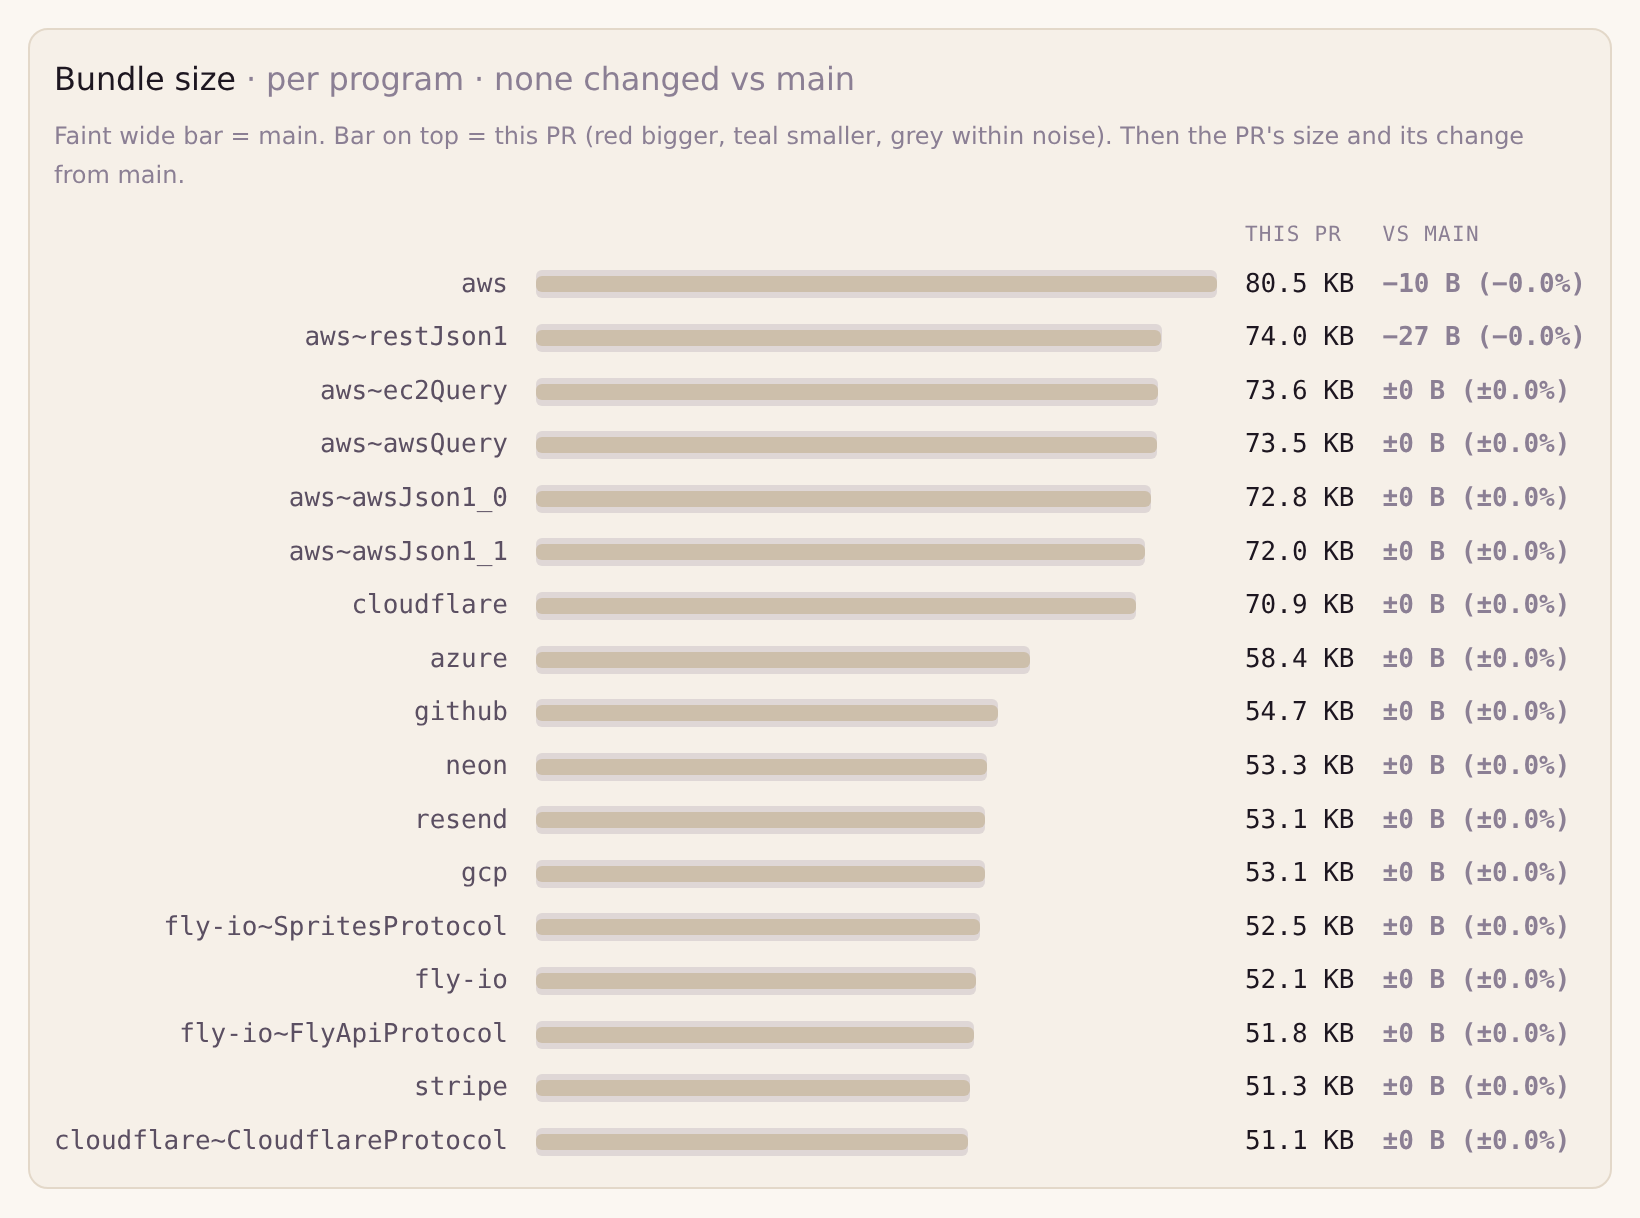 Bundle size · per program · none changed vs main
Faint wide bar = main. Bar on top = this PR (red bigger, teal smaller, grey within noise). Then the PR's size and its change
from main.
THIS PR VS MAIN
aws 80.5 KB −10 B (−0.0%)
aws~restJson1 74.0 KB −27 B (−0.0%)
aws~ec2Query 73.6 KB ±0 B (±0.0%)
aws~awsQuery 73.5 KB ±0 B (±0.0%)
aws~awsJson1_0 72.8 KB ±0 B (±0.0%)
aws~awsJson1_1 72.0 KB ±0 B (±0.0%)
cloudflare 70.9 KB ±0 B (±0.0%)
azure 58.4 KB ±0 B (±0.0%)
github 54.7 KB ±0 B (±0.0%)
neon 53.3 KB ±0 B (±0.0%)
resend 53.1 KB ±0 B (±0.0%)
gcp 53.1 KB ±0 B (±0.0%)
fly-io~SpritesProtocol 52.5 KB ±0 B (±0.0%)
fly-io 52.1 KB ±0 B (±0.0%)
fly-io~FlyApiProtocol 51.8 KB ±0 B (±0.0%)
stripe 51.3 KB ±0 B (±0.0%)
cloudflare~CloudflareProtocol 51.1 KB ±0 B (±0.0%)